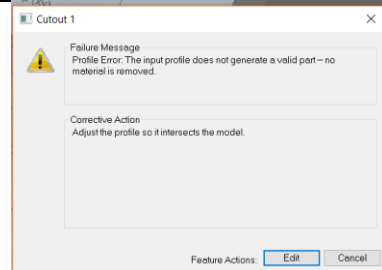 Cutout 1
Failure Message
Profile Error: The input profile does not generate a valid part – no
material is removed.
Corrective Action
Adjust the profile so it intersects the model.
Feature Actions:
Edit
Cancel